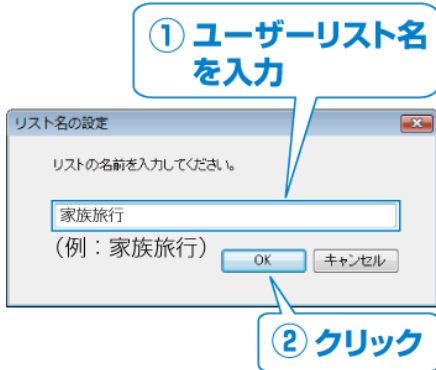 ① ユーザーリスト名
を入力
リスト名の設定
リストの名前を入力してください。
家族旅行
(例：家族旅行)
OK キャンセル
② クリック